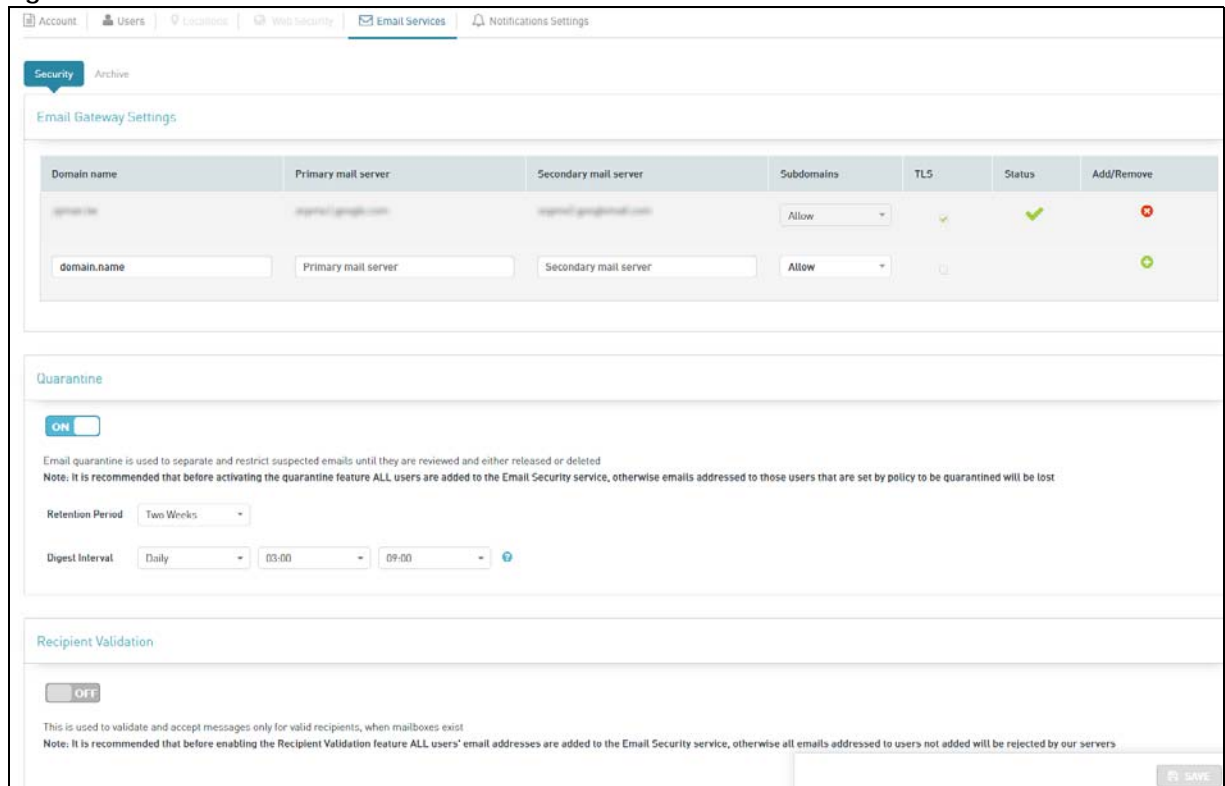 Account Users Locations Web Security Email Services Notifications Settings
Security Archive
Email Gateway Settings
Domain name Primary mail server Secondary mail server Subdomains TLS Status Add/Remove
Allow
domain.name Primary mail server Secondary mail server Allow
Quarantine
ON
Email quarantine is used to separate and restrict suspected emails until they are reviewed and either released or deleted
Note: It is recommended that before activating the quarantine feature ALL users are added to the Email Security service, otherwise emails addressed to those users that are set by policy to be quarantined will be lost
Retention Period Two Weeks
Digest Interval Daily 03:00 09:00
Recipient Validation
OFF
This is used to validate and accept messages only for valid recipients, when mailboxes exist
Note: It is recommended that before enabling the Recipient Validation feature ALL users' email addresses are added to the Email Security service, otherwise all emails addressed to users not added will be rejected by our servers
SAVE